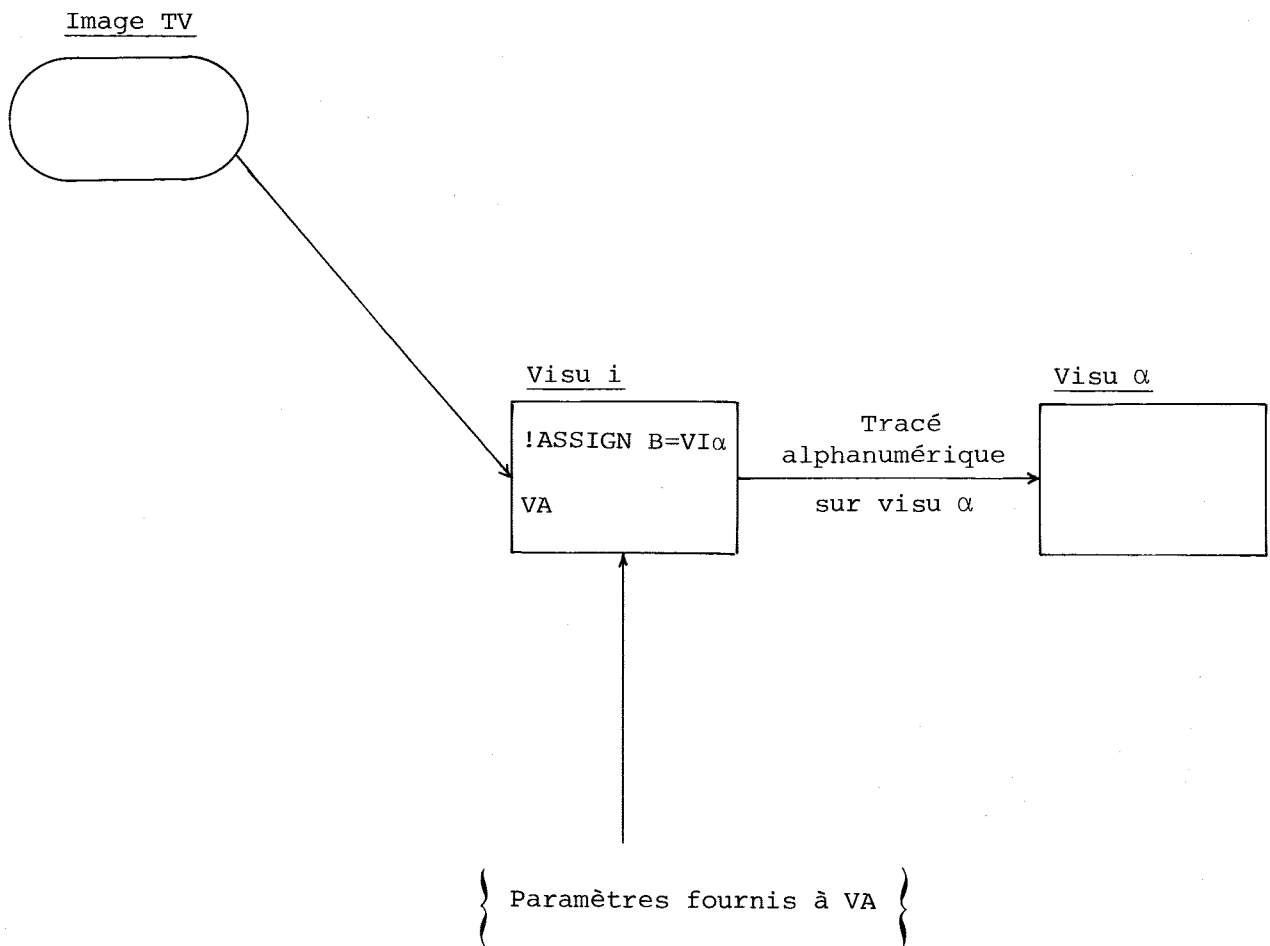 Image TV
Visu i
!ASSIGN B=VIα
VA
Tracé
alphanumérique
sur visu α
Visu α
{ Paramètres fournis à VA {